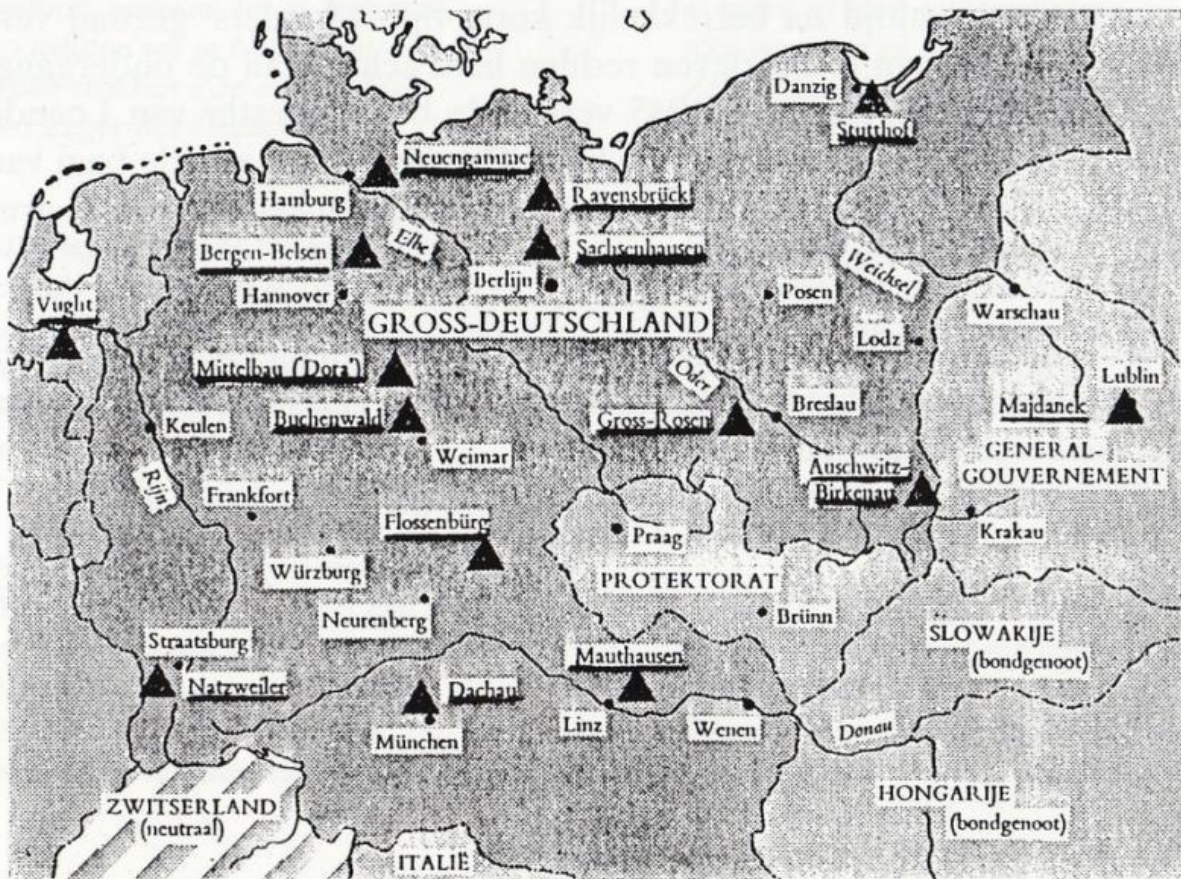 Danzig
Stutthof
Neuengamme
Hamburg
Ravensbrück
Elbe
Bergen-Belsen
Sachsenhausen
Weichsel
Berlijn
Hannover
Posen
Vught
Warschau
GROSS-DEUTSCHLAND
Lodz
Mittelbau ('Dora')
Oder
Lublin
Breslau
Majdanek
Buchenwald
Gross-Rosen
Keulen
Weimar
GENERAL-
GOUVERNEMENT
Auschwitz-
Birkenau
Rijn
Frankfort
Flossenbürg
Praag
Krakau
Würzburg
PROTEKTORAT
Neurenberg
Brünn
Straatsburg
SLOWAKIJE
(bondgenoot)
Mauthausen
Natzweiler
Dachau
Linz
Wenen
Donau
München
ZWITSERLAND
(neutraal)
HONGARIJE
(bondgenoot)
ITALIË